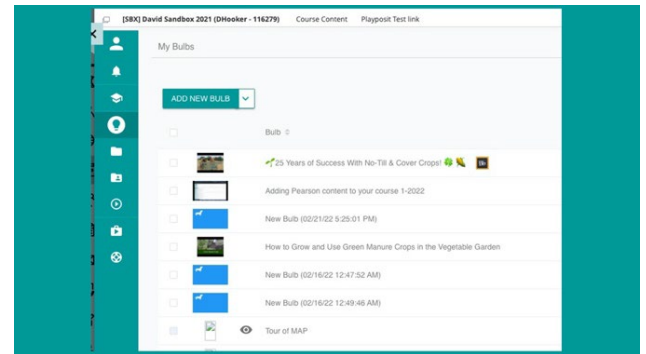 [SBX] David Sandbox 2021 (DHooker - 116279) Course Content Playposit Test link
My Bulbs
ADD NEW BULB
Bulb
25 Years of Success With No-Till & Cover Crops!
Adding Pearson content to your course 1-2022
New Bulb (02/21/22 5:25:01 PM)
How to Grow and Use Green Manure Crops in the Vegetable Garden
New Bulb (02/16/22 12:47:52 AM)
New Bulb (02/16/22 12:49:46 AM)
Tour of MAP